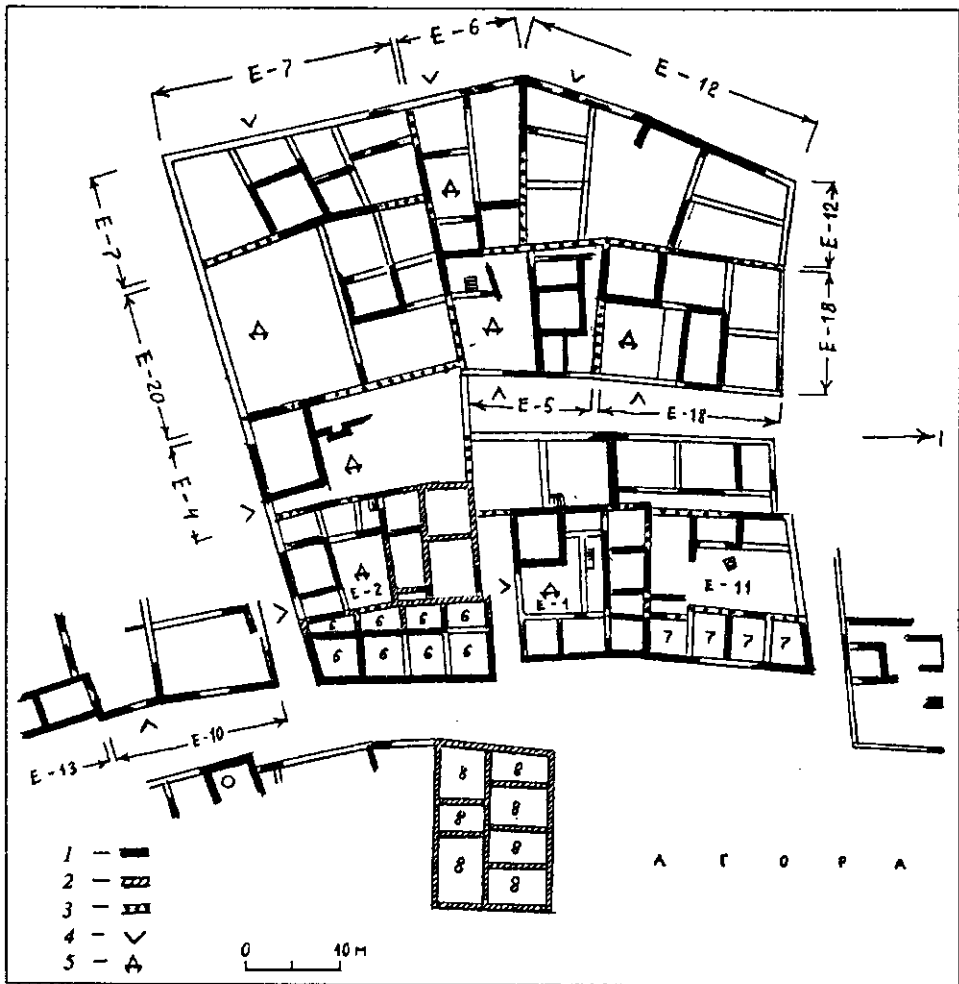 Е-7
Е-6
Е-12
Е-7
Е-12
Д
Д
Д
Е-18
Д
Е-20
Е-5
Е-18
Д
Е-4
Д
Е-2
Д
Е-1
Е-11
6 6 6 6
6 6 6 6
7 7 7 7
Е-10
Е-13
8 8
8 8
8
8 8
А Г О Р А
1 –
2 –
3 –
4 –
5 – Д
0 10 м